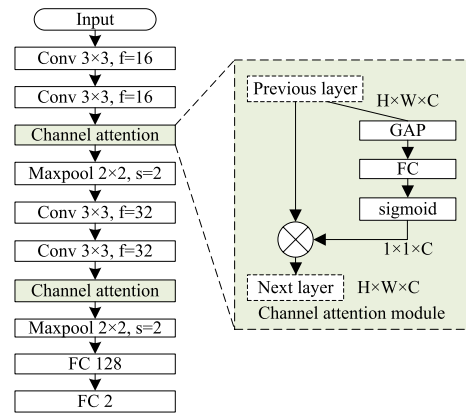 Input
Conv 3×3, f=16
Conv 3×3, f=16
Channel attention
Maxpool 2×2, s=2
Conv 3×3, f=32
Conv 3×3, f=32
Channel attention
Maxpool 2×2, s=2
FC 128
FC 2
Previous layer
H×W×C
GAP
FC
sigmoid
1×1×C
Next layer
H×W×C
Channel attention module